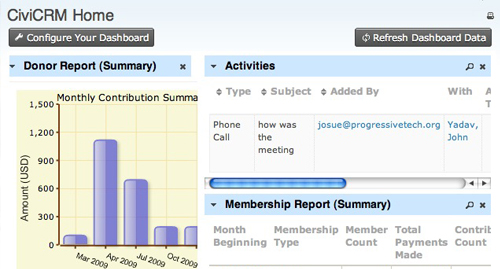 CiviCRM Home
Configure Your Dashboard
Refresh Dashboard Data
Donor Report (Summary)
Monthly Contribution Summa
1,500
1,200
900
600
300
0
Amount (USD)
Mar 2009
Apr 2009
Jul 2009
Oct 2009
Activities
Type Subject Added By With A
T
Phone Call
how was the meeting
josue@progressivetech.org
Yadav, John
Membership Report (Summary)
Month Beginning
Membership Type
Member Count
Total Payments Made
Contrib Count